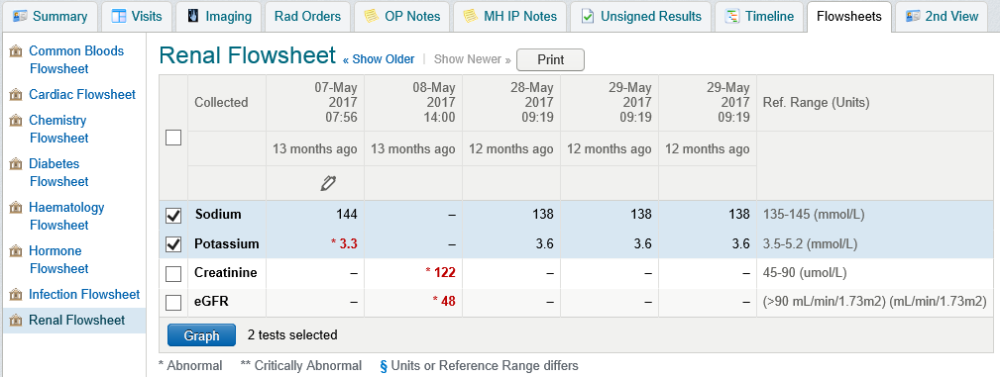 Summary Visits Imaging Rad Orders OP Notes MH IP Notes Unsigned Results Timeline Flowsheets 2nd View
Common Bloods
Flowsheet
Cardiac Flowsheet
Chemistry
Flowsheet
Diabetes
Flowsheet
Haematology
Flowsheet
Hormone
Flowsheet
Infection Flowsheet
Renal Flowsheet
Renal Flowsheet « Show Older | Show Newer » Print
Collected 07-May 2017 07:56 08-May 2017 14:00 28-May 2017 09:19 29-May 2017 09:19 29-May 2017 09:19 Ref. Range (Units)
13 months ago 13 months ago 12 months ago 12 months ago 12 months ago
Sodium 144 – 138 138 138 135-145 (mmol/L)
Potassium * 3.3 – 3.6 3.6 3.6 3.5-5.2 (mmol/L)
Creatinine – * 122 – – – 45-90 (umol/L)
eGFR – * 48 – – – (>90 mL/min/1.73m2) (mL/min/1.73m2)
Graph 2 tests selected
* Abnormal ** Critically Abnormal § Units or Reference Range differs